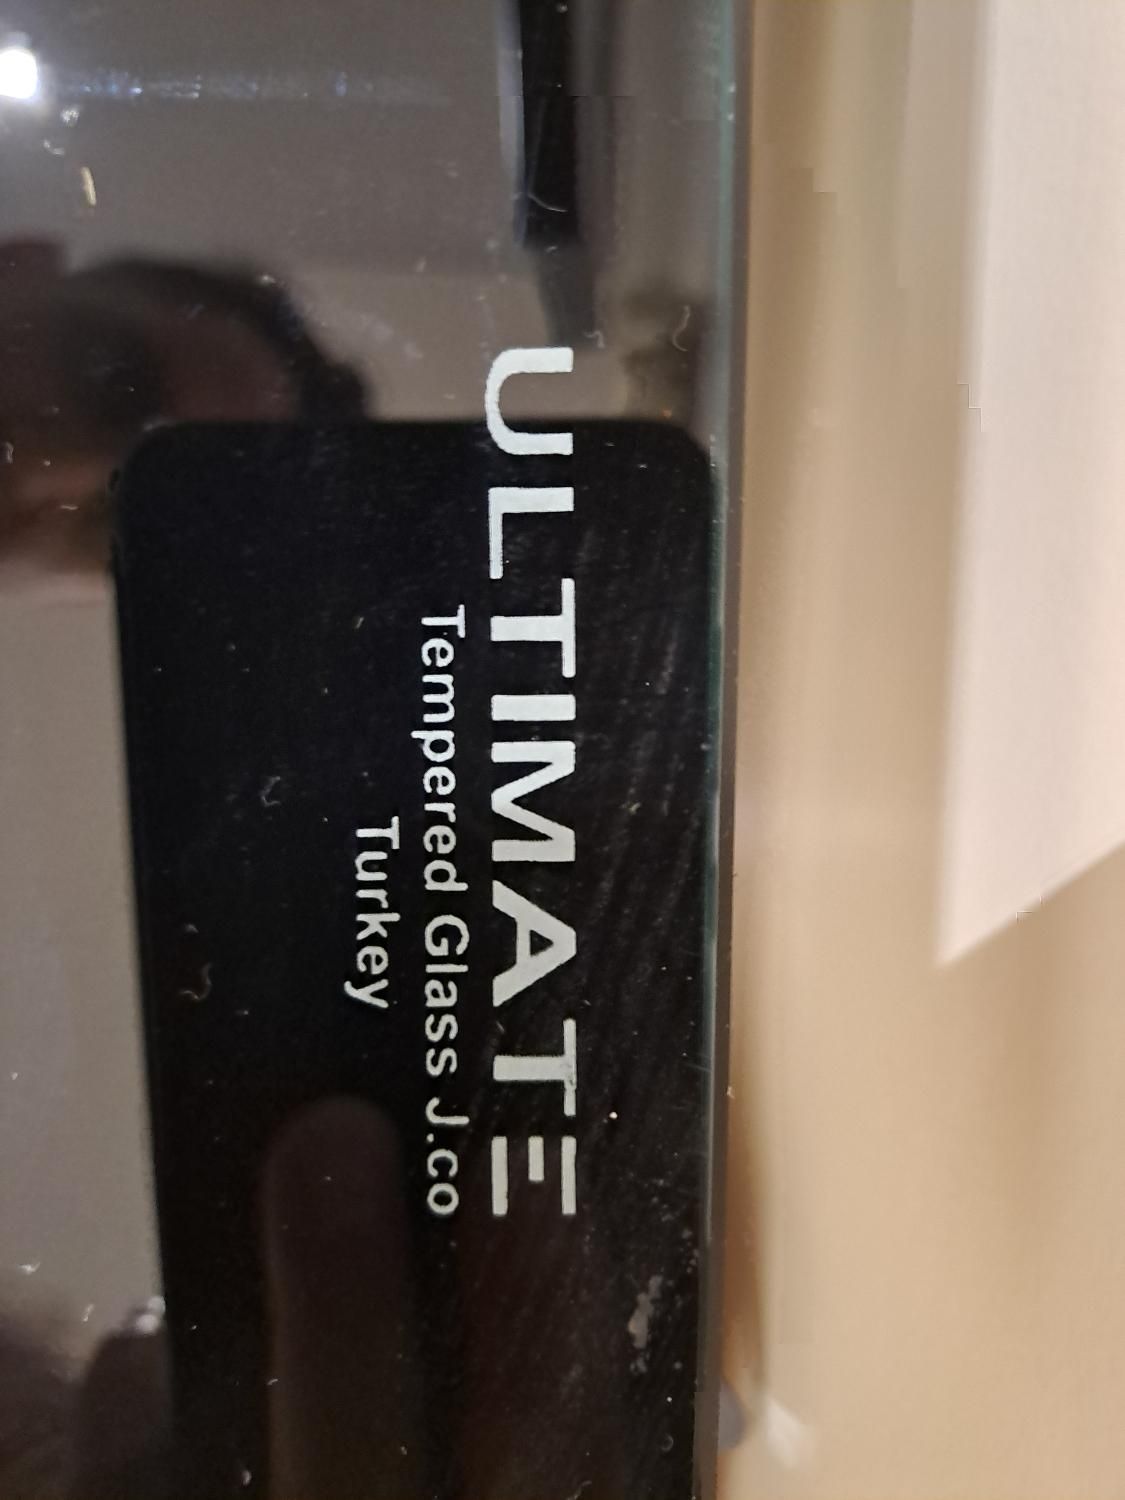 ULTIMATE
Tempered Glass J.co
Turkey